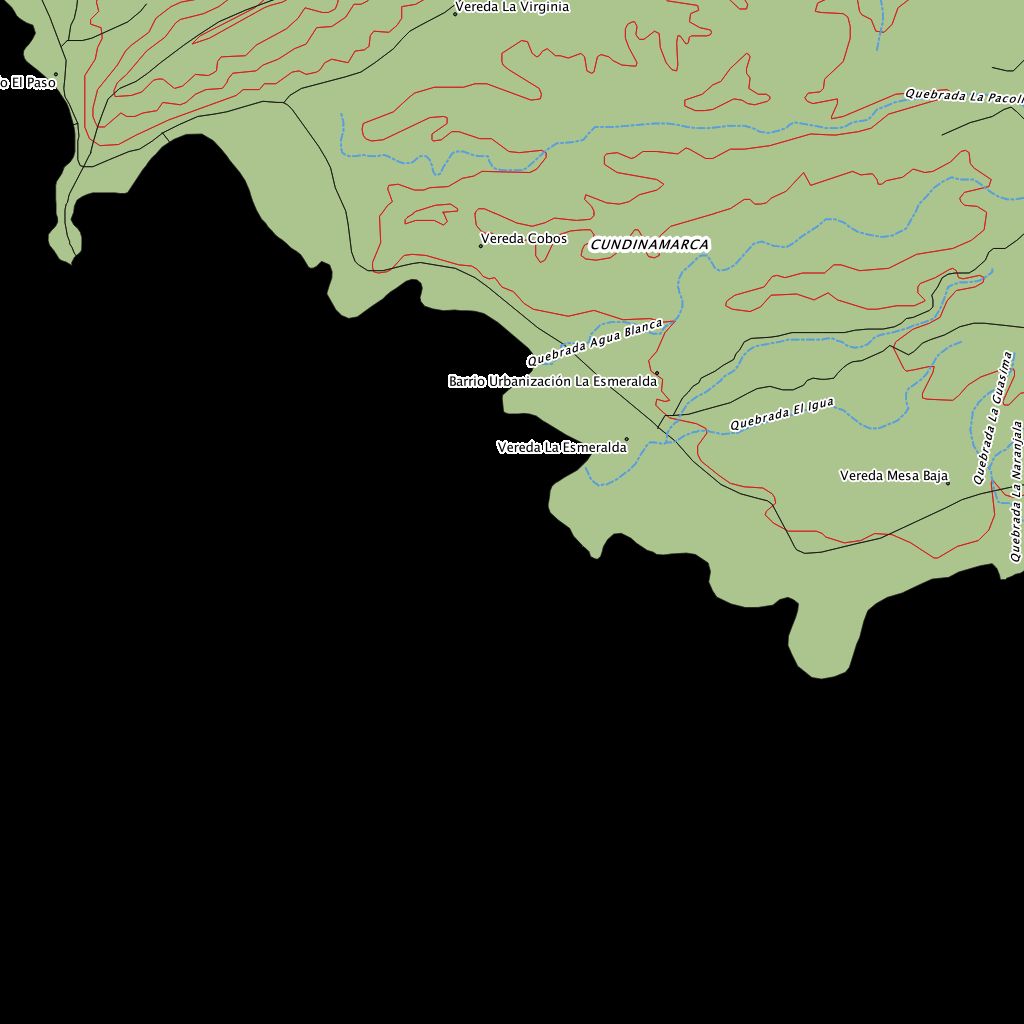 Vereda La Virginia
o El Paso
Quebrada La Pacolí
Vereda Cobos
CUNDINAMARCA
Quebrada Agua Blanca
Barrio Urbanización La Esmeralda
Quebrada El Igua
Quebrada La Guasima
Vereda La Esmeralda
Quebrada La Naranjala
Vereda Mesa Baja